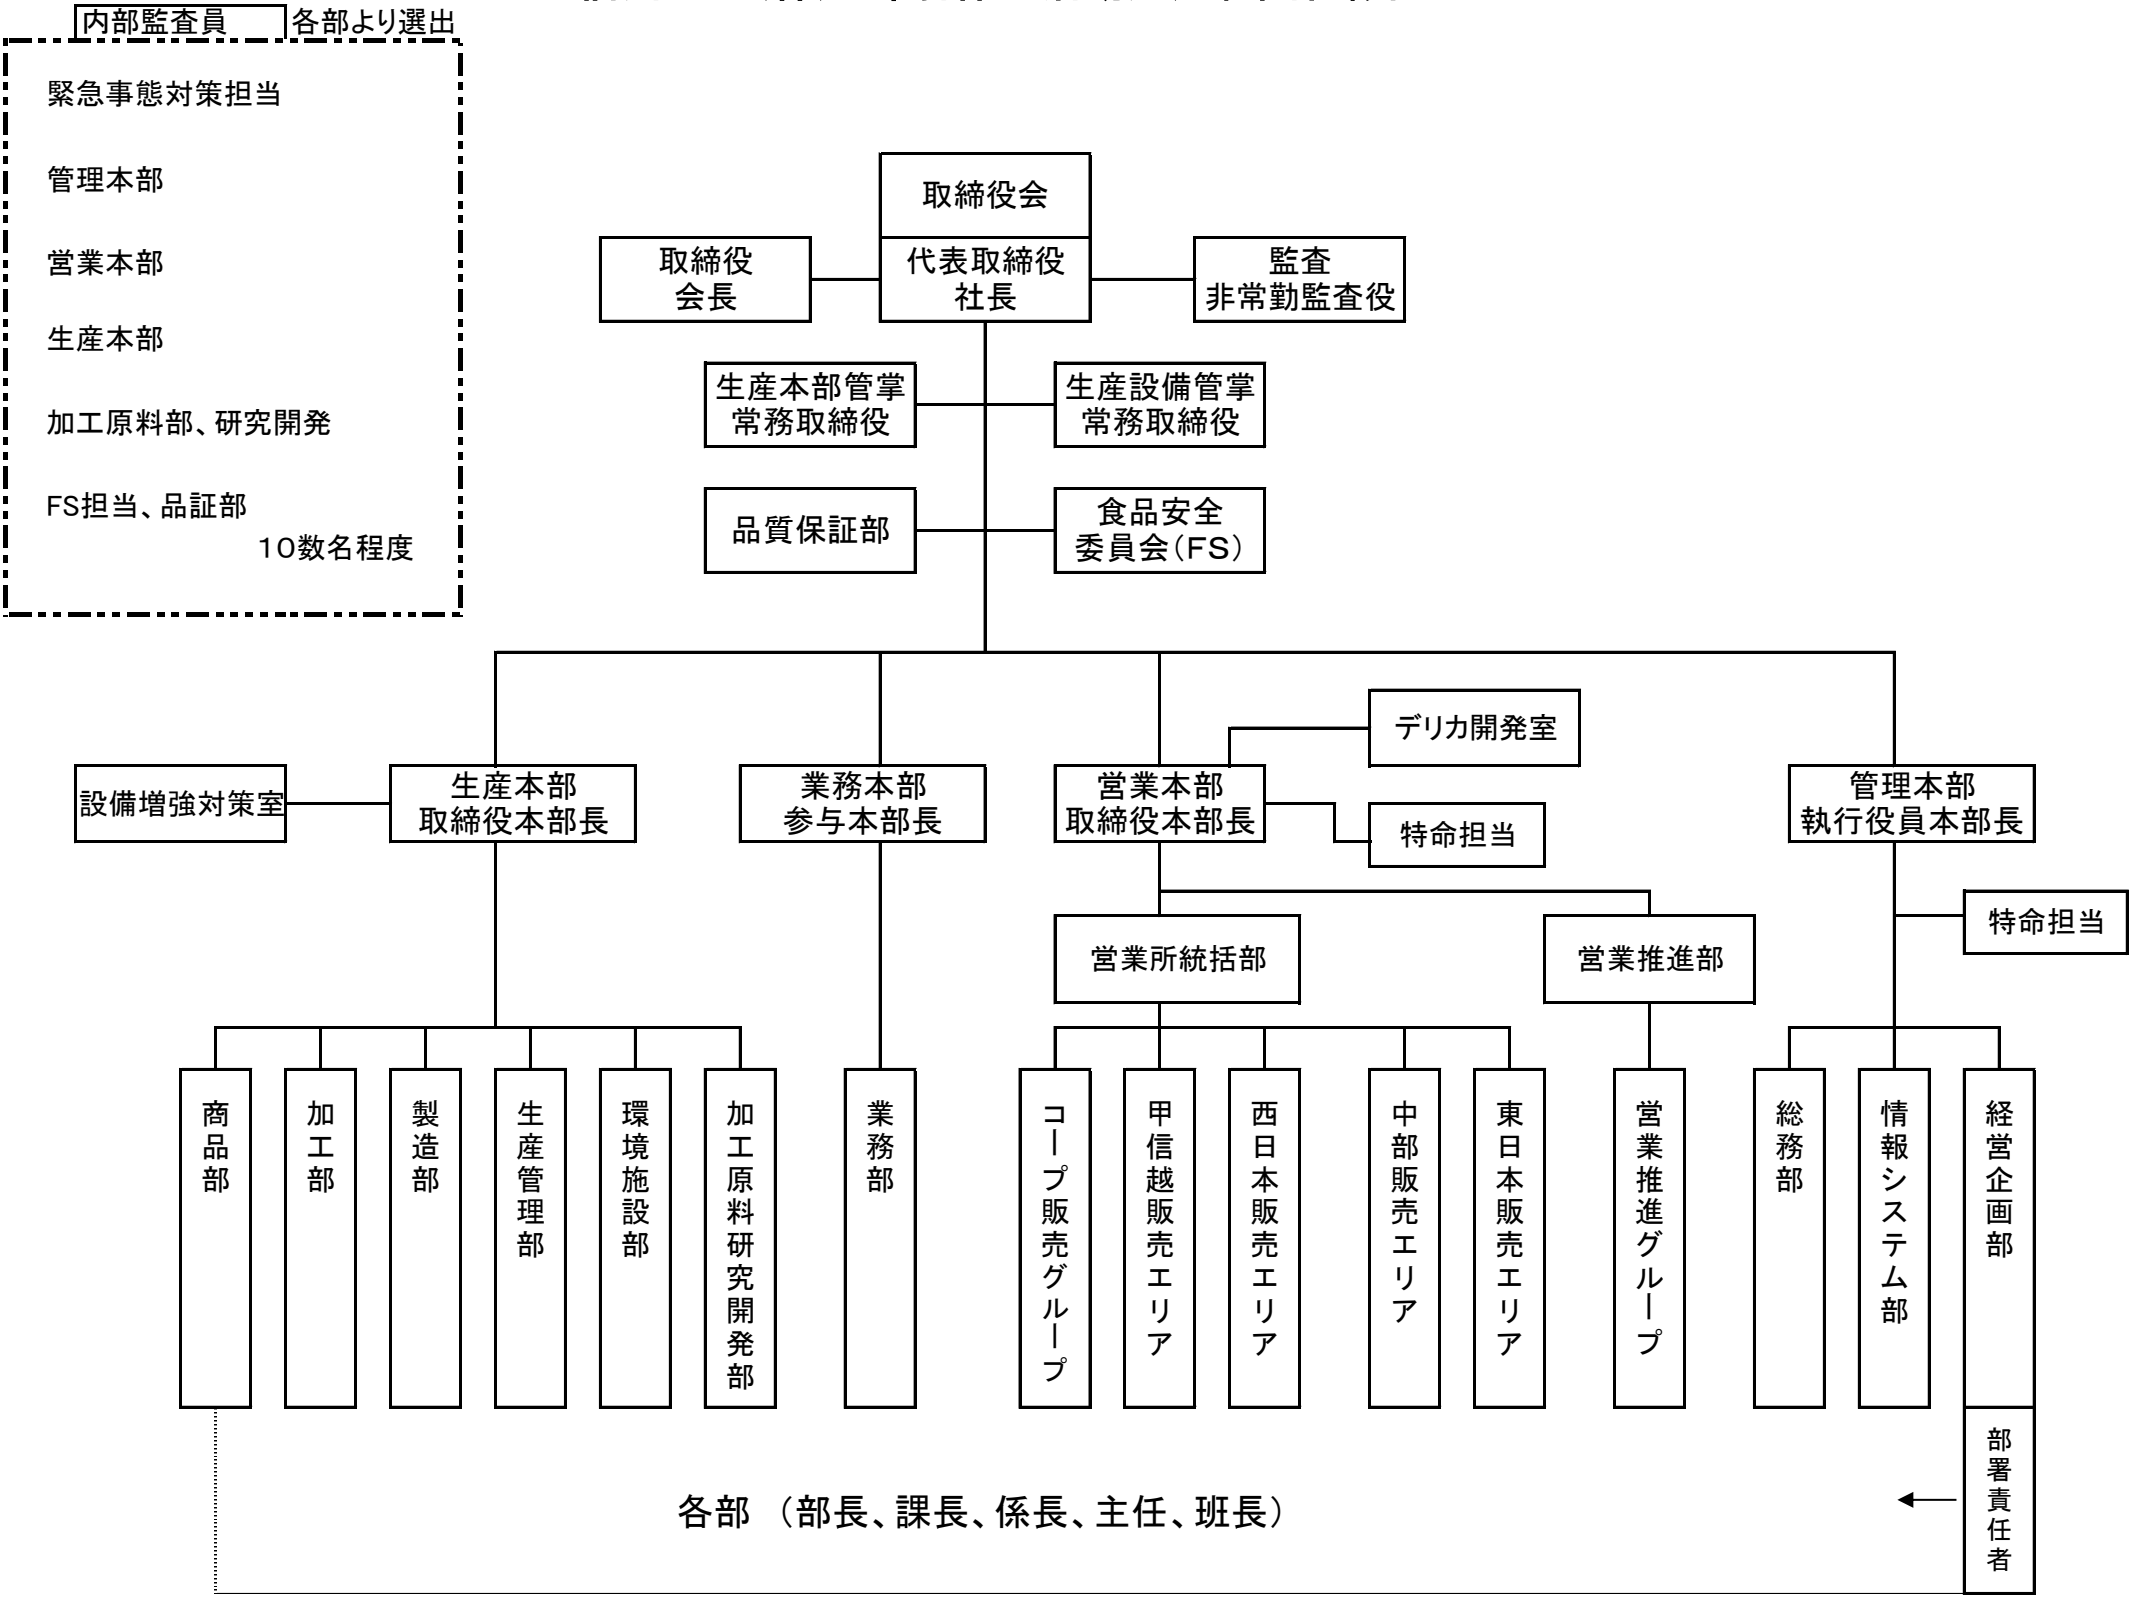 内部監査員
各部より選出
緊急事態対策担当
管理本部
営業本部
生産本部
加工原料部、研究開発
FS担当、品証部
10数名程度
取締役会
取締役
会長
代表取締役
社長
監査
非常勤監査役
生産本部管掌
常務取締役
生産設備管掌
常務取締役
品質保証部
食品安全
委員会（FS）
デリカ開発室
設備増強対策室
生産本部
取締役本部長
業務本部
参与本部長
営業本部
取締役本部長
特命担当
管理本部
執行役員本部長
特命担当
営業所統括部
営業推進部
商品部
加工部
製造部
生産管理部
環境施設部
加工原料研究開発部
業務部
コープ販売グループ
甲信越販売エリア
西日本販売エリア
中部販売エリア
東日本販売エリア
営業推進グループ
総務部
情報システム部
経営企画部
部署責任者
各部 （部長、課長、係長、主任、班長）